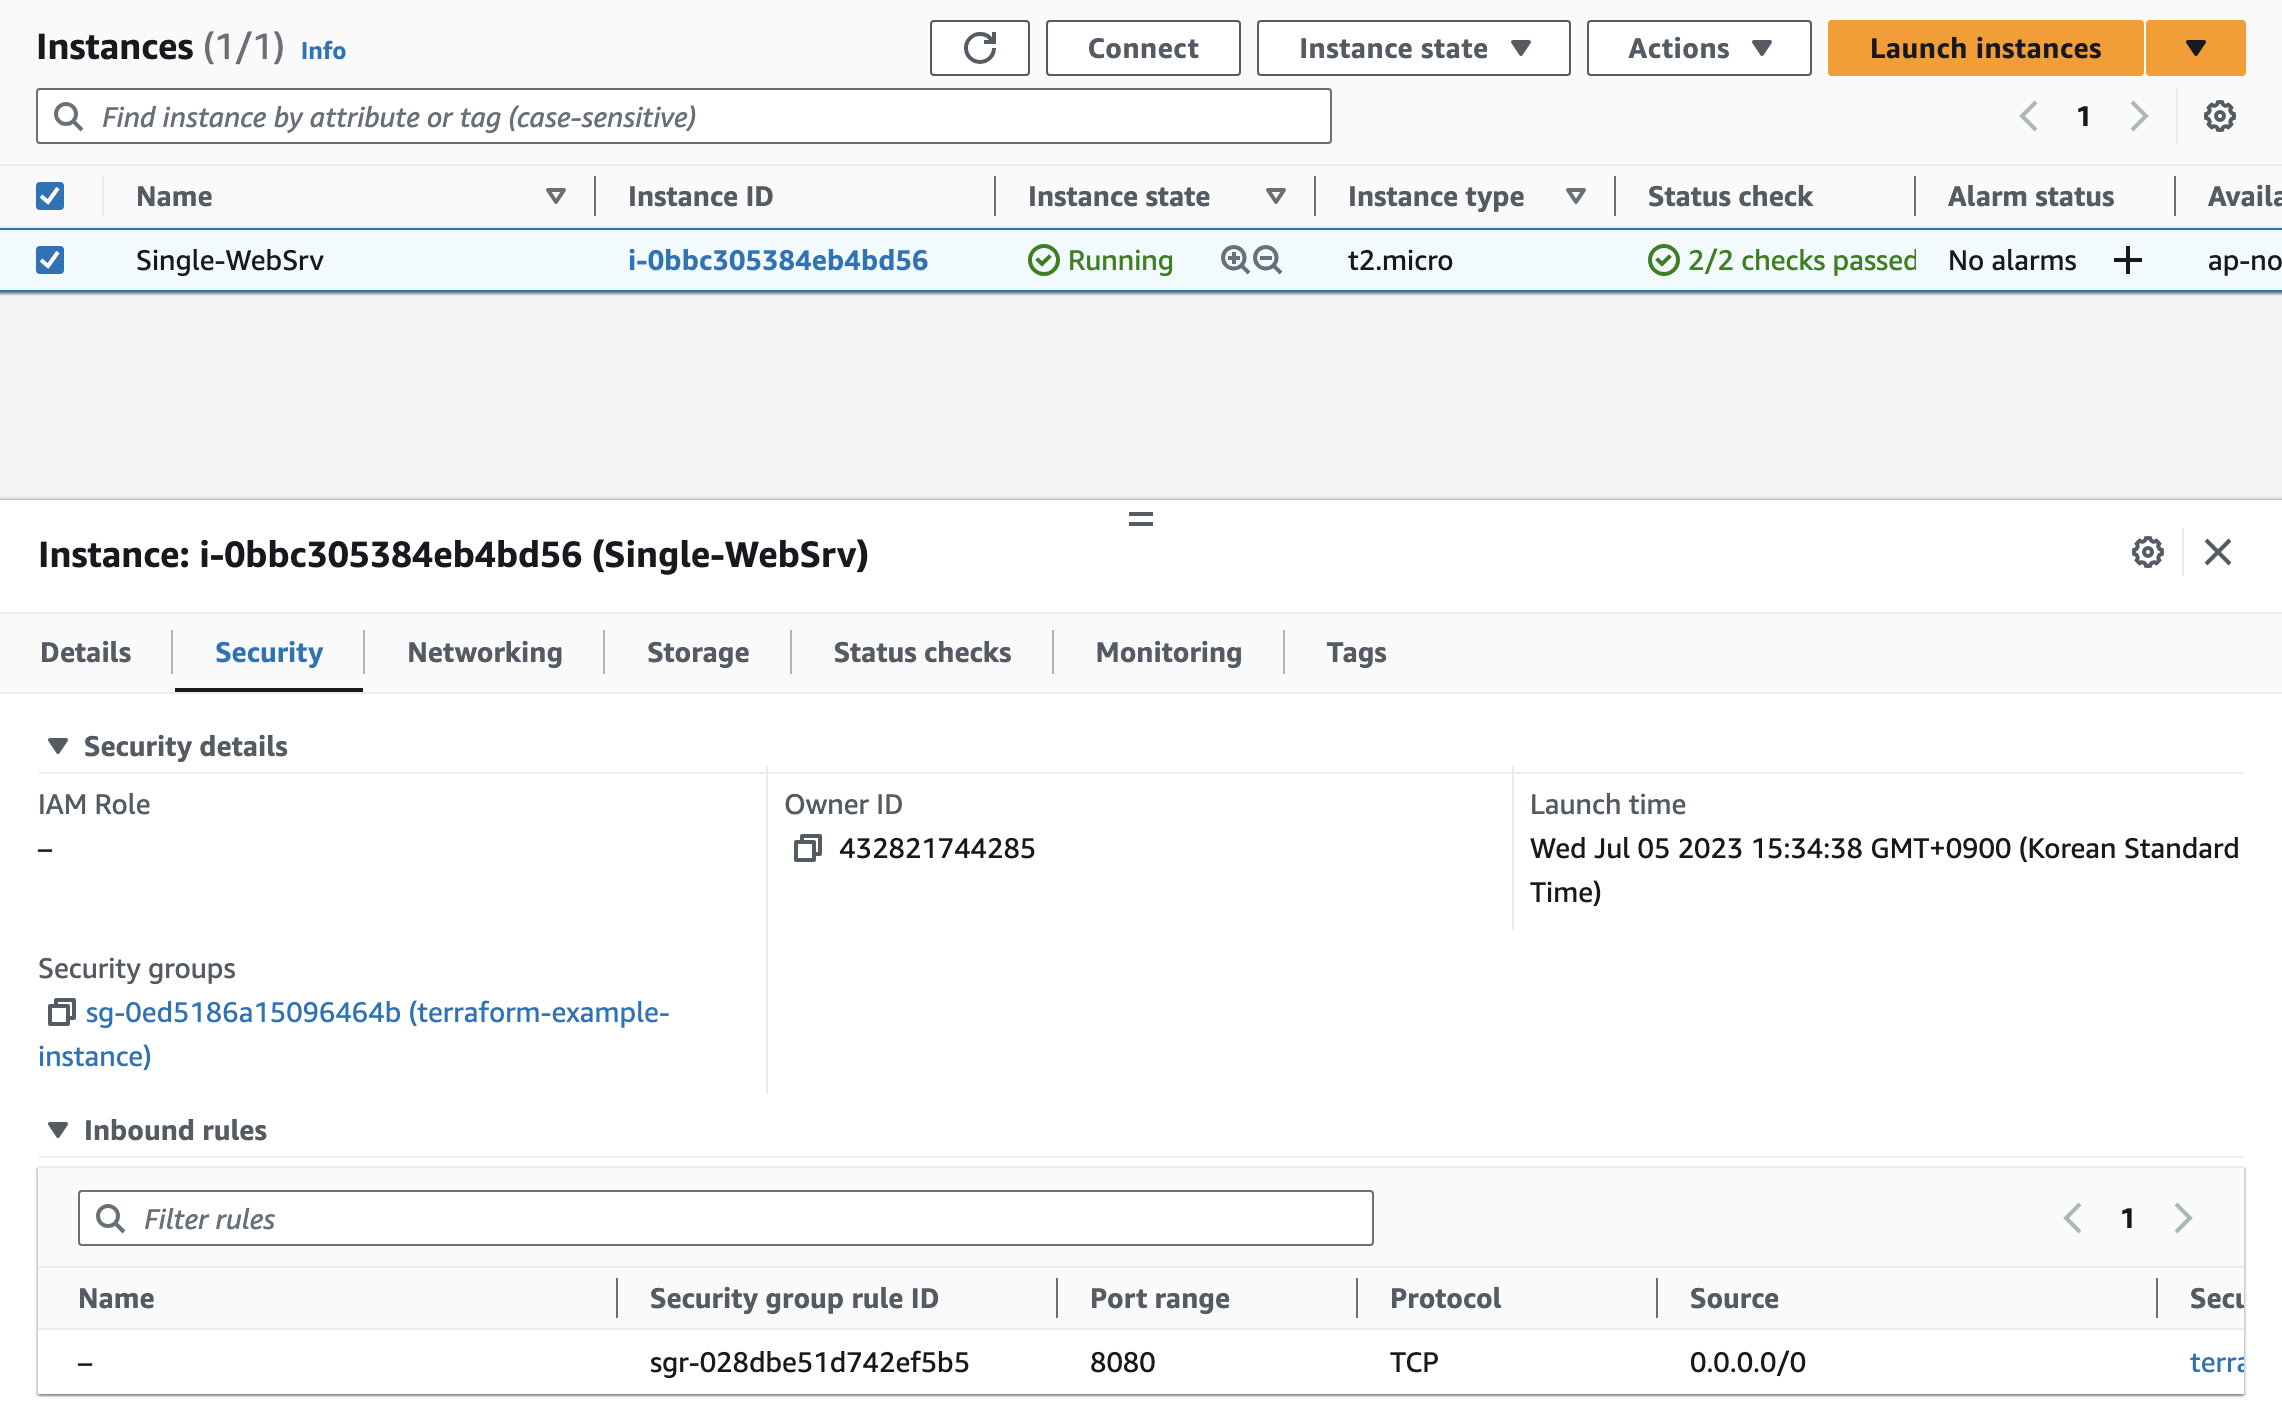 Instances (1/1) Info Connect Instance state Actions Launch instances
Find instance by attribute or tag (case-sensitive) 1
Name Instance ID Instance state Instance type Status check Alarm status Availa
Single-WebSrv i-0bbc305384eb4bd56 Running t2.micro 2/2 checks passed No alarms ap-no
Instance: i-0bbc305384eb4bd56 (Single-WebSrv)
Details Security Networking Storage Status checks Monitoring Tags
Security details
IAM Role Owner ID Launch time
– 432821744285 Wed Jul 05 2023 15:34:38 GMT+0900 (Korean Standard
Time)
Security groups
sg-0ed5186a15096464b (terraform-example-
instance)
Inbound rules
Filter rules 1
Name Security group rule ID Port range Protocol Source Secu
– sgr-028dbe51d742ef5b5 8080 TCP 0.0.0.0/0 terra